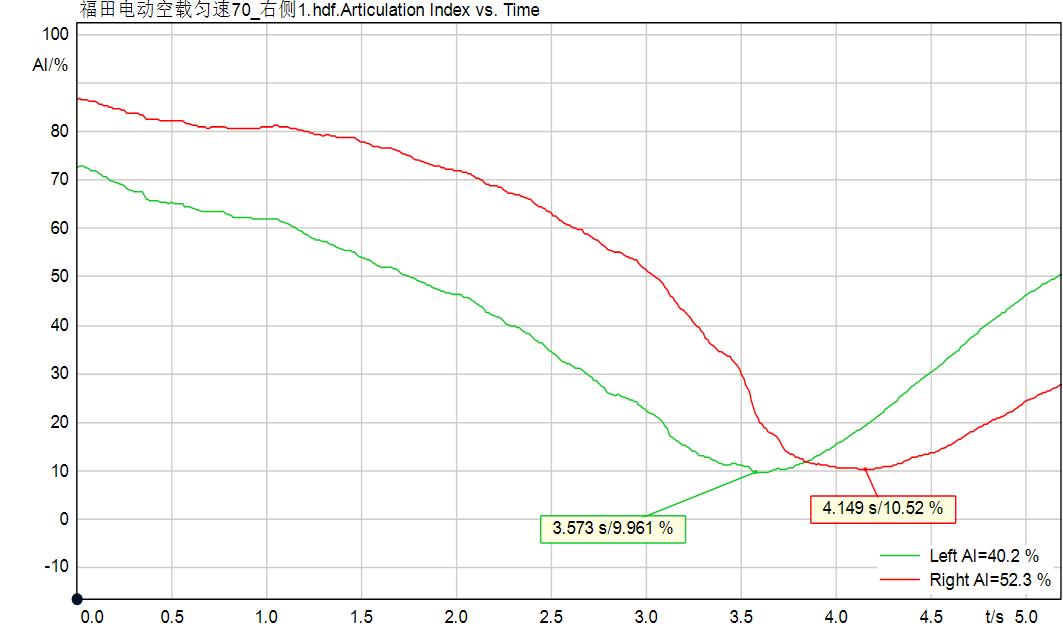 福田电动空载匀速70_右侧1.hdf.Articulation Index vs. Time
100
AI/%
80
70
60
50
40
30
20
10
0
-10
3.573 s/9.961 %
4.149 s/10.52 %
Left AI=40.2 %
Right AI=52.3 %
0.0 0.5 1.0 1.5 2.0 2.5 3.0 3.5 4.0 4.5 t/s 5.0